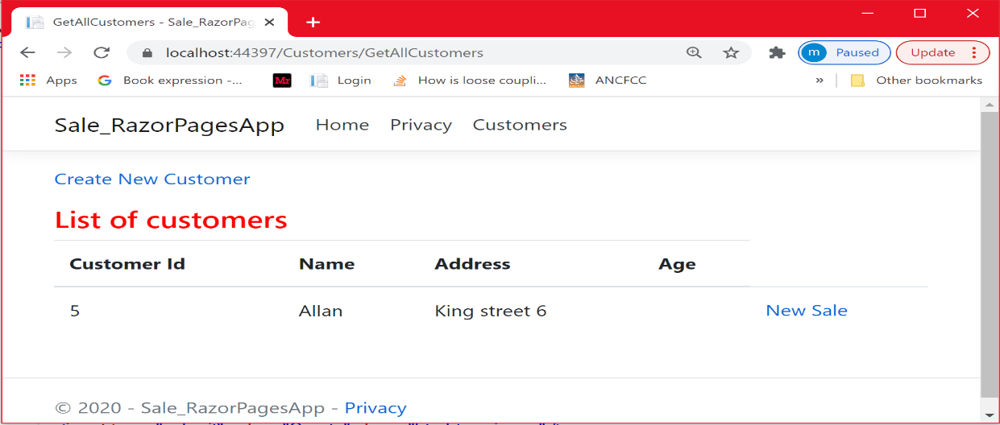 GetAllCustomers - Sale_RazorPag
localhost:44397/Customers/GetAllCustomers
m Paused Update
Apps Book expression -... Mr Login How is loose coupli... ANCFCC » Other bookmarks
Sale_RazorPagesApp Home Privacy Customers
Create New Customer
List of customers
Customer Id Name Address Age
5 Allan King street 6 New Sale
© 2020 - Sale_RazorPagesApp - Privacy